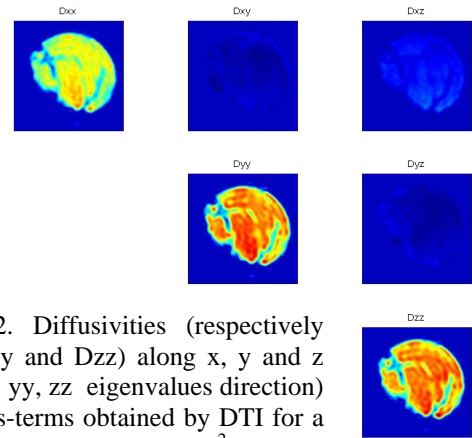 Dxx
Dxy
Dxz
Dyy
Dyz
Dzz
2. Diffusivities (respectively
y and Dzz) along x, y and z
yy, zz eigenvalues direction)
s-terms obtained by DTI for a
2